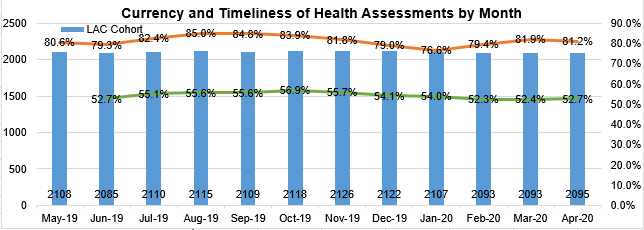 Currency and Timeliness of Health Assessments by Month
LAC Cohort
2500 90.0%
80.0%
2000 70.0%
60.0%
1500 50.0%
40.0%
1000 30.0%
500 20.0%
10.0%
0 0.0%
80.6% 79.3% 82.4% 85.0% 84.8% 83.9% 81.8% 79.0% 76.6% 79.4% 81.9% 81.2%
52.7% 55.1% 55.6% 55.6% 56.9% 55.7% 54.1% 54.0% 52.3% 52.4% 52.7%
2108 2085 2110 2115 2109 2118 2126 2122 2107 2093 2093 2095
May-19 Jun-19 Jul-19 Aug-19 Sep-19 Oct-19 Nov-19 Dec-19 Jan-20 Feb-20 Mar-20 Apr-20